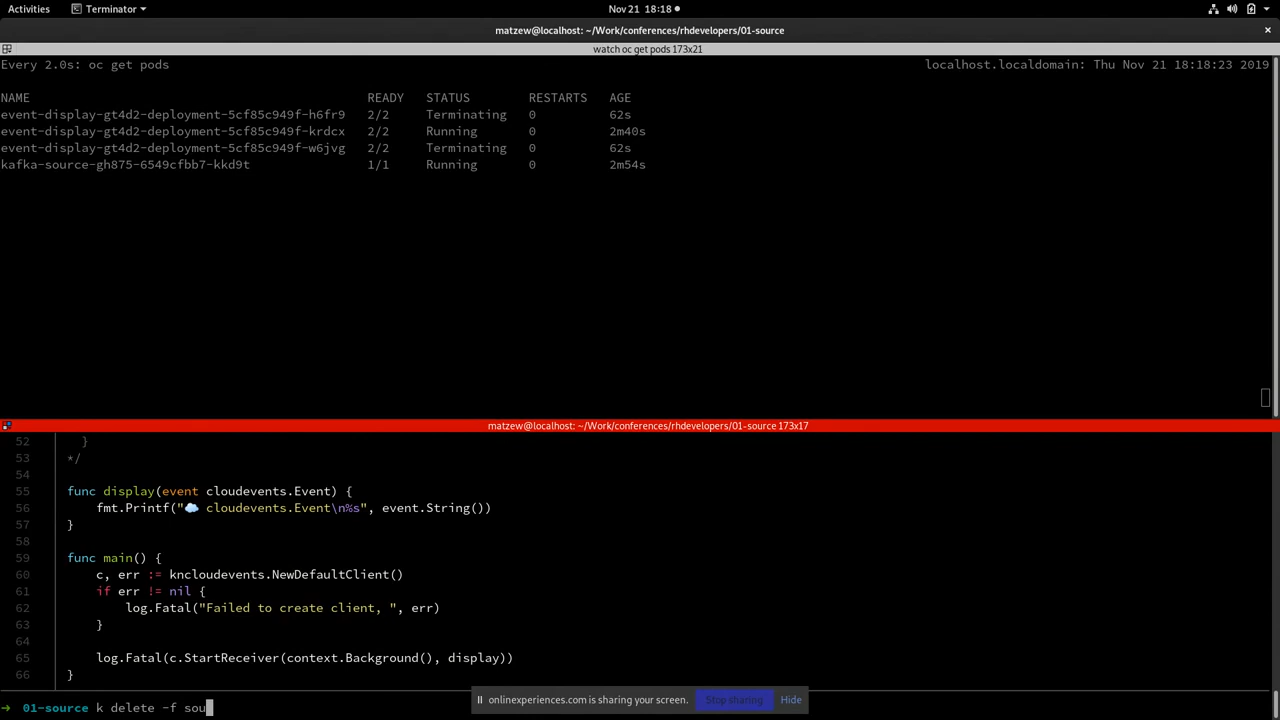 Activities
Terminator
Nov 21 18:18
matzew@localhost: ~/Work/conferences/rhdevelopers/01-source
watch oc get pods 173x21
Every 2.0s: oc get pods localhost.localdomain: Thu Nov 21 18:18:23 2019
NAME READY STATUS RESTARTS AGE
event-display-gt4d2-deployment-5cf85c949f-h6fr9 2/2 Terminating 0 62s
event-display-gt4d2-deployment-5cf85c949f-krdcx 2/2 Running 0 2m40s
event-display-gt4d2-deployment-5cf85c949f-w6jvg 2/2 Terminating 0 62s
kafka-source-gh875-6549cfbb7-kkd9t 1/1 Running 0 2m54s
matzew@localhost: ~/Work/conferences/rhdevelopers/01-source 173x17
52 }
53 */
54
55 func display(event cloudevents.Event) {
56 fmt.Printf("☁️ cloudevents.Event\n%s", event.String())
57 }
58
59 func main() {
60 c, err := kncloudevents.NewDefaultClient()
61 if err != nil {
62 log.Fatal("Failed to create client, ", err)
63 }
64
65 log.Fatal(c.StartReceiver(context.Background(), display))
66 }
onlinexperiences.com is sharing your screen. Stop sharing Hide
➜ 01-source k delete -f sou